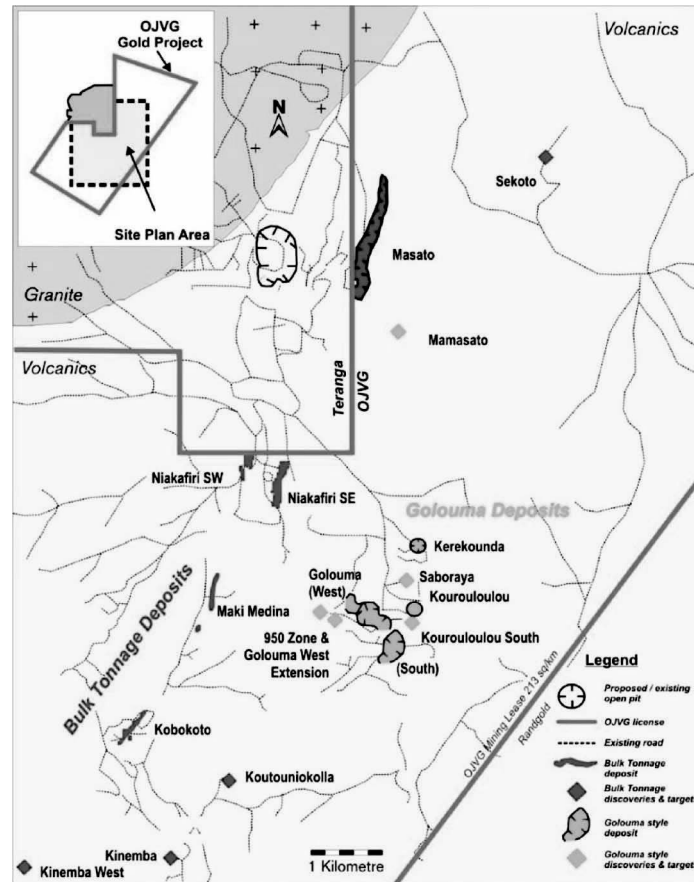 OJVG
Gold Project
Site Plan Area
N
Volcanics
Sekoto
Masato
Granite
Mamasato
Volcanics
Teranga
OJVG
Niakafiri SW
Niakafiri SE
Golouma Deposits
Kerekounda
Golouma
(West)
Saboraya
Kourouloulou
Maki Medina
950 Zone &
Golouma West
Extension
Kourouloulou South
(South)
Bulk Tonnage Deposits
Kobokoto
Koutouniokolla
Kinemba
Kinemba West
1 Kilometre
OJVG Mining Lease 213 sq/km
Randgold
Legend
Proposed / existing
open pit
OJVG license
Existing road
Bulk Tonnage
deposit
Bulk Tonnage
discoveries & target
Golouma style
deposit
Golouma style
discoveries & target